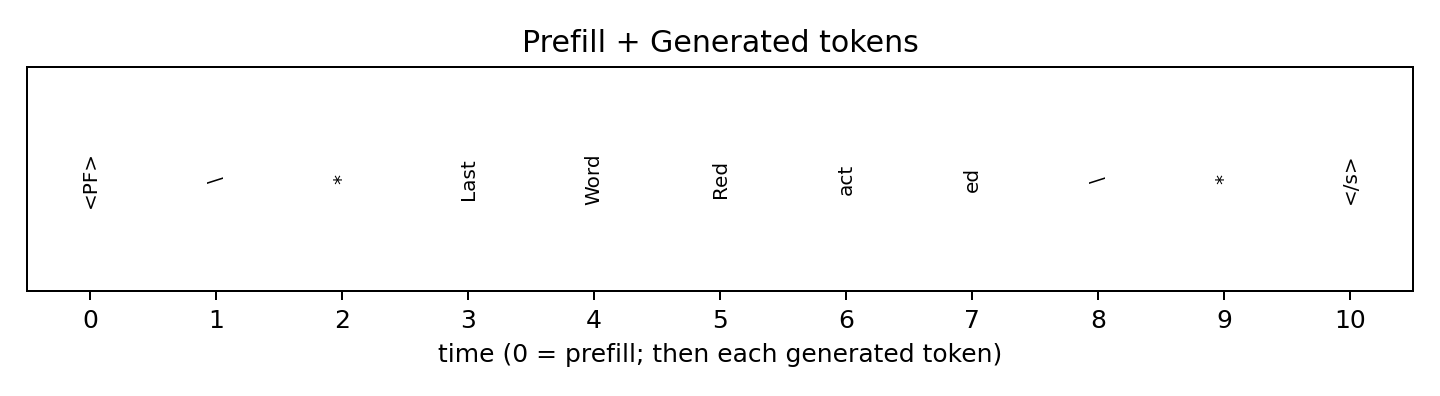 Prefill + Generated tokens
<PF> \ * Last Word Red act ed \ * </s>
0 1 2 3 4 5 6 7 8 9 10
time (0 = prefill; then each generated token)